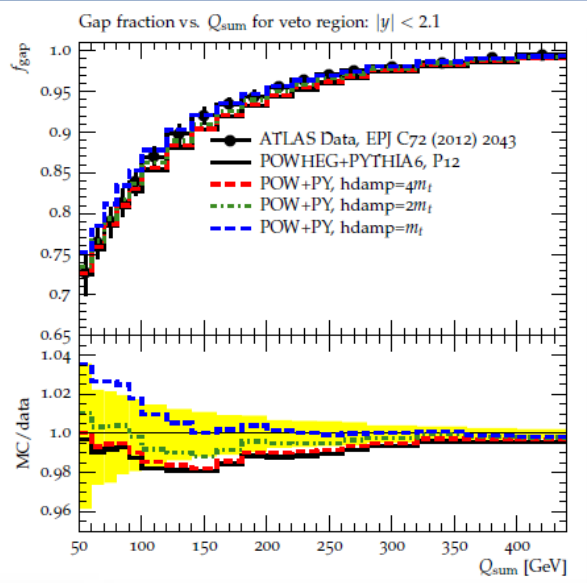 Gap fraction vs. Qsum for veto region: |y| < 2.1
fgap
1.0
0.95
0.9
0.85
0.8
0.75
0.7
0.65
ATLAS Data, EPJ C72 (2012) 2043
POWHEG+PYTHIA6, P12
POW+PY, hdamp=4mt
POW+PY, hdamp=2mt
POW+PY, hdamp=mt
MC/data
1.04
1.02
1.00
0.98
0.96
50 100 150 200 250 300 350 400
Qsum [GeV]